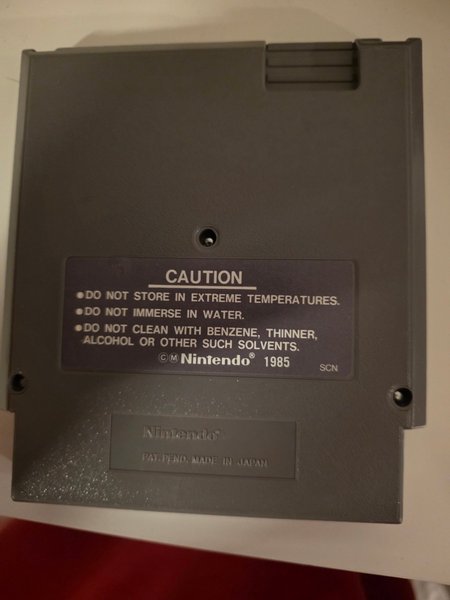 CAUTION
●DO NOT STORE IN EXTREME TEMPERATURES.
●DO NOT IMMERSE IN WATER.
●DO NOT CLEAN WITH BENZENE, THINNER,
ALCOHOL OR OTHER SUCH SOLVENTS.
©Ⓜ Nintendo® 1985 SCN
Nintendo®
PAT. PEND. MADE IN JAPAN